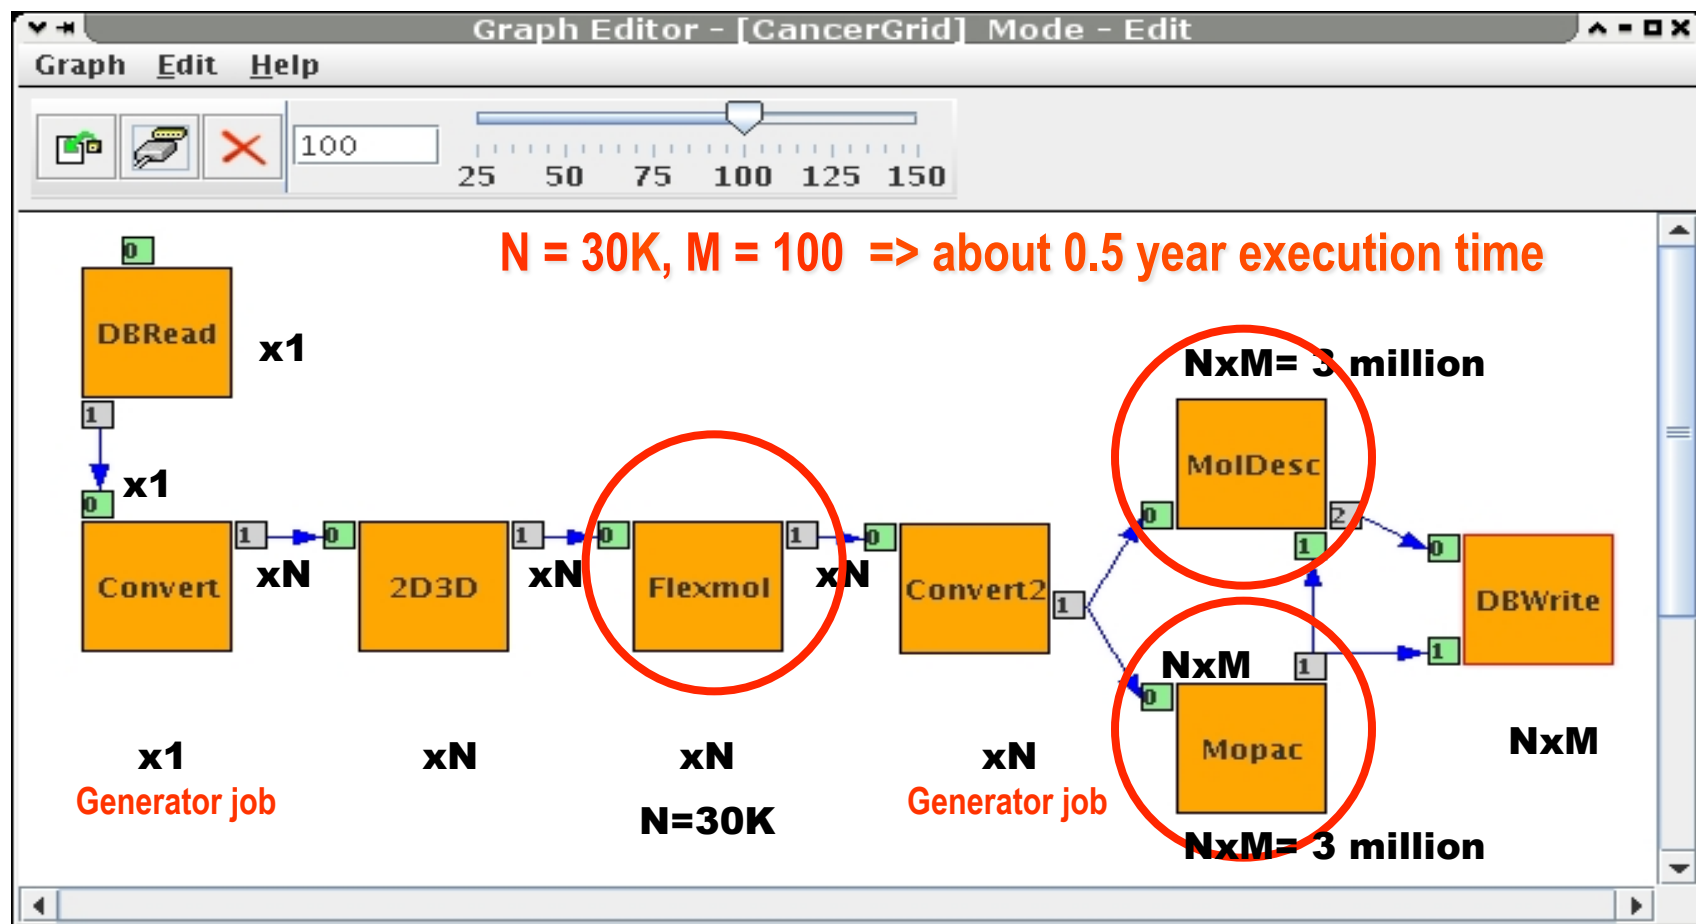 Graph Editor - [CancerGrid] Mode - Edit
Graph Edit Help
100
25 50 75 100 125 150
N = 30K, M = 100 => about 0.5 year execution time
0
DBRead
x1
1
x1
0
NxM= 3 million
MolDesc
0
2
1
1
0
1
0
1
0
0
xN
xN
xN
Convert
2D3D
Flexmol
Convert2
1
DBWrite
1
NxM
1
0
Mopac
NxM
x1
xN
xN
xN
Generator job
Generator job
N=30K
NxM= 3 million